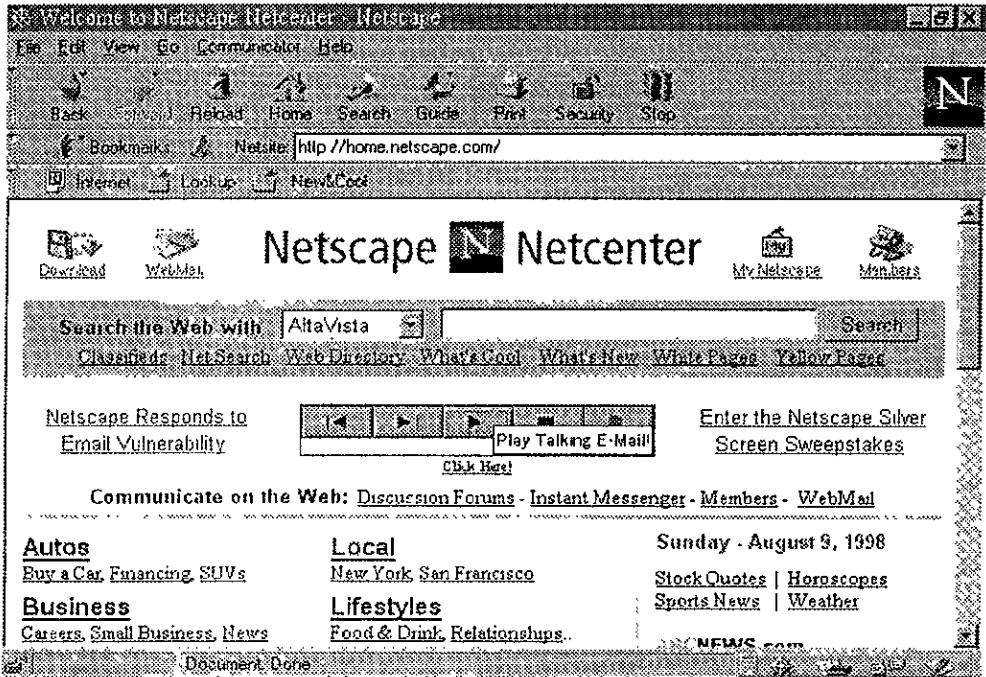 Welcome to Netscape Netcenter - Netscape
File Edit View Go Communicator Help
Back Forward Reload Home Search Guide Print Security Stop
N
Bookmarks Netsite: http //home.netscape.com/
Internet Lookup New&Cool
Netscape N Netcenter
Download WebMail My Netscape Members
Search the Web with AltaVista Search
Classifieds Net Search Web Directory What's Cool What's New White Pages Yellow Pages
Netscape Responds to
Email Vulnerability
Play Talking E-Mail!
Click Here!
Enter the Netscape Silver
Screen Sweepstakes
Communicate on the Web: Discussion Forums - Instant Messenger - Members - WebMail
Autos
Buy a Car, Financing, SUVs
Business
Careers, Small Business, News
Local
New York, San Francisco
Lifestyles
Food & Drink, Relationships..
Sunday - August 9, 1998
Stock Quotes | Horoscopes
Sports News | Weather
NEWS.com
Document: Done